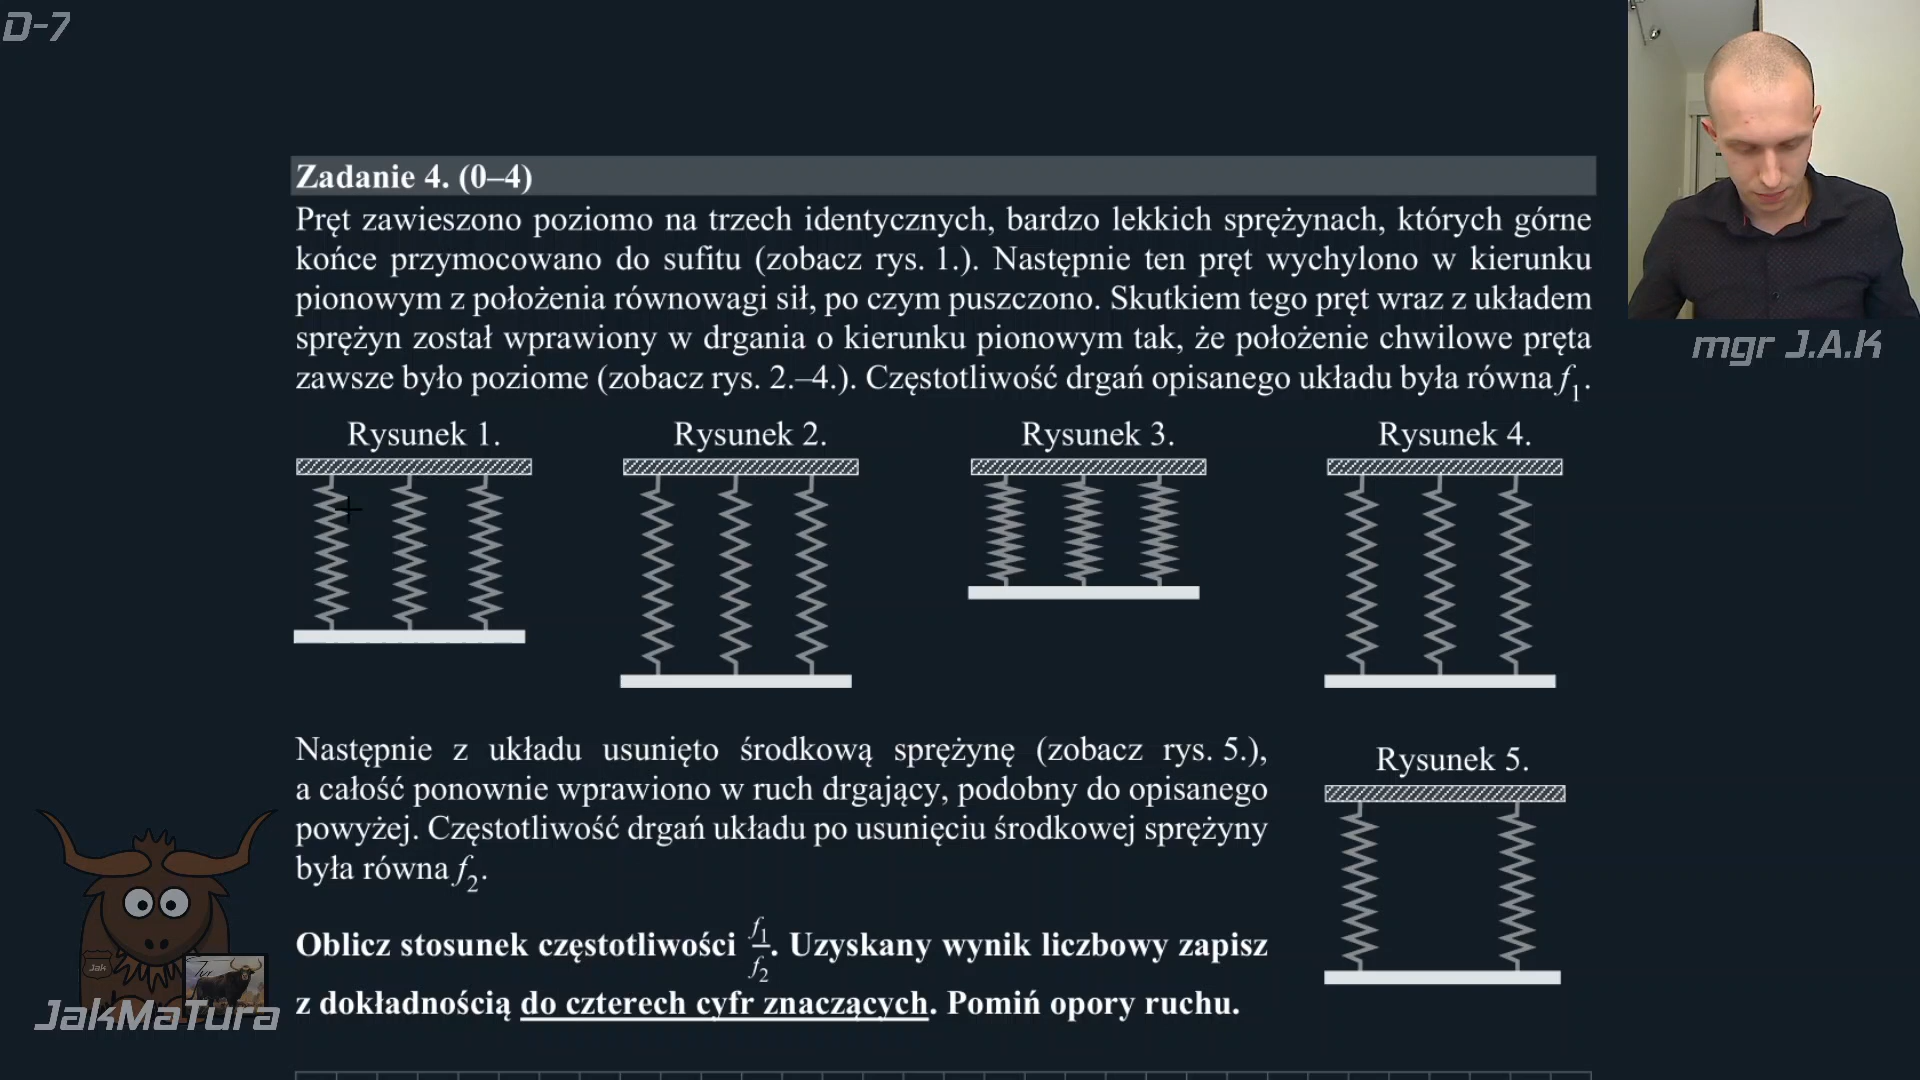 D-7
Zadanie 4. (0–4)
Pręt zawieszono poziomo na trzech identycznych, bardzo lekkich sprężynach, których górne
końce przymocowano do sufitu (zobacz rys. 1.). Następnie ten pręt wychylono w kierunku
pionowym z położenia równowagi sił, po czym puszczono. Skutkiem tego pręt wraz z układem
sprężyn został wprawiony w drgania o kierunku pionowym tak, że położenie chwilowe pręta
zawsze było poziome (zobacz rys. 2.–4.). Częstotliwość drgań opisanego układu była równa f₁.
mgr J.A.K
Rysunek 1. Rysunek 2. Rysunek 3. Rysunek 4.
Następnie z układu usunięto środkową sprężynę (zobacz rys. 5.),
a całość ponownie wprawiono w ruch drgający, podobny do opisanego
powyżej. Częstotliwość drgań układu po usunięciu środkowej sprężyny
była równa f₂.
Rysunek 5.
Oblicz stosunek częstotliwości f₁/f₂. Uzyskany wynik liczbowy zapisz
z dokładnością do czterech cyfr znaczących. Pomiń opory ruchu.
Jak
Tur
JakMaTura